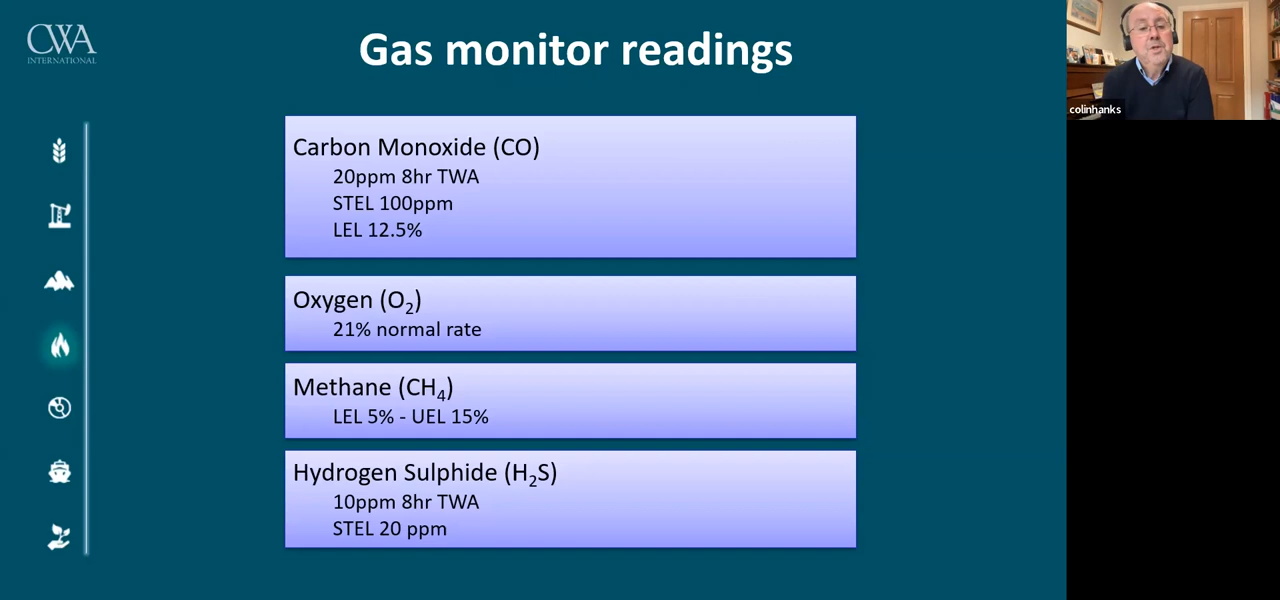 CWA
INTERNATIONAL
Gas monitor readings
Carbon Monoxide (CO)
20ppm 8hr TWA
STEL 100ppm
LEL 12.5%
Oxygen (O₂)
21% normal rate
Methane (CH₄)
LEL 5% - UEL 15%
Hydrogen Sulphide (H₂S)
10ppm 8hr TWA
STEL 20 ppm
colinhanks